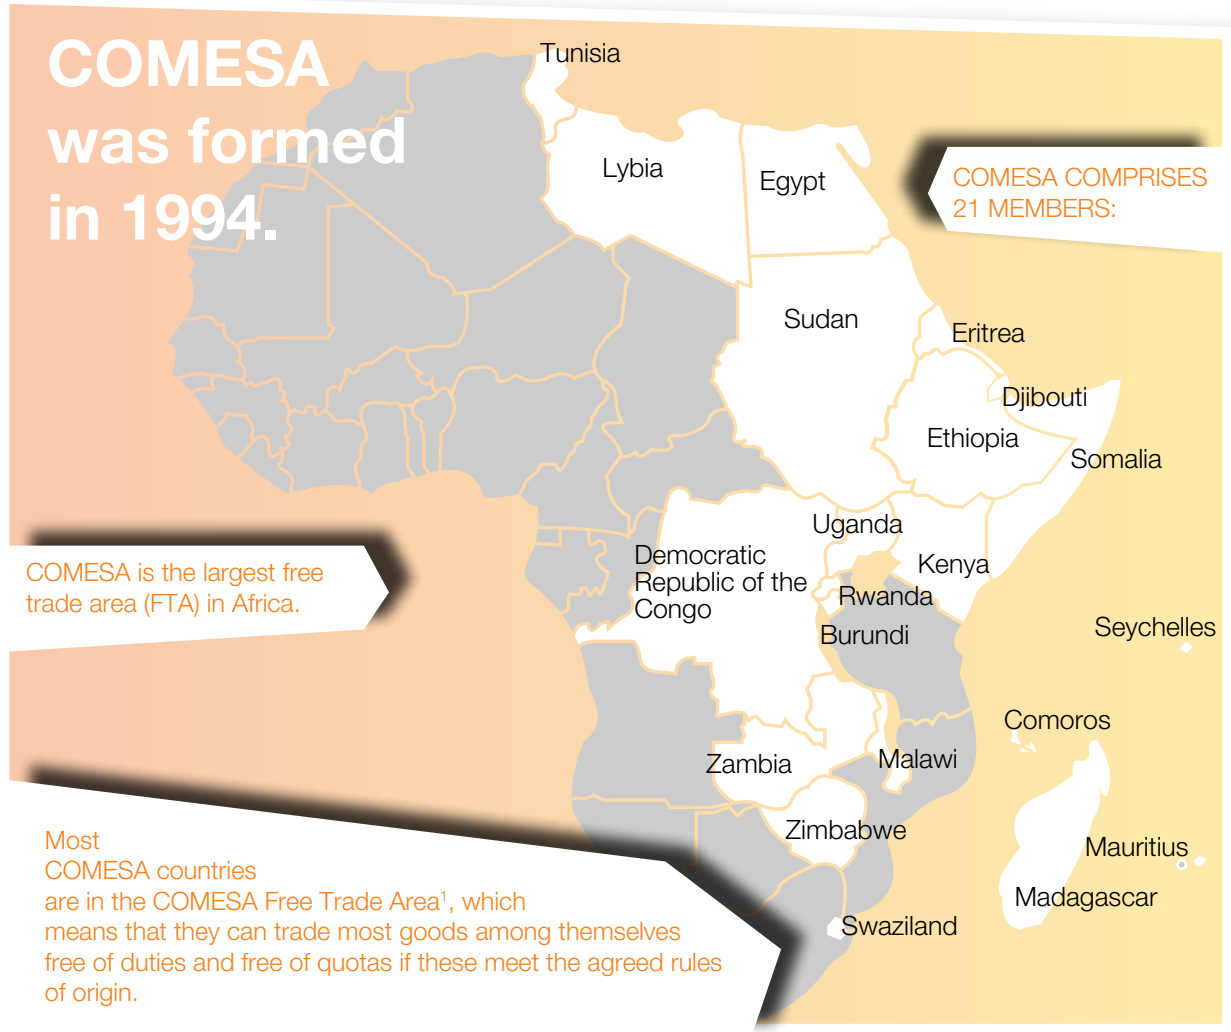 COMESA
was formed
in 1994.
Tunisia
Lybia
Egypt
COMESA COMPRISES
21 MEMBERS:
Sudan
Eritrea
Djibouti
Ethiopia
Somalia
Uganda
Democratic
Republic of the
Congo
Kenya
COMESA is the largest free
trade area (FTA) in Africa.
Rwanda
Burundi
Seychelles
Comoros
Zambia
Malawi
Zimbabwe
Mauritius
Madagascar
Swaziland
Most
COMESA countries
are in the COMESA Free Trade Area¹, which
means that they can trade most goods among themselves
free of duties and free of quotas if these meet the agreed rules
of origin.